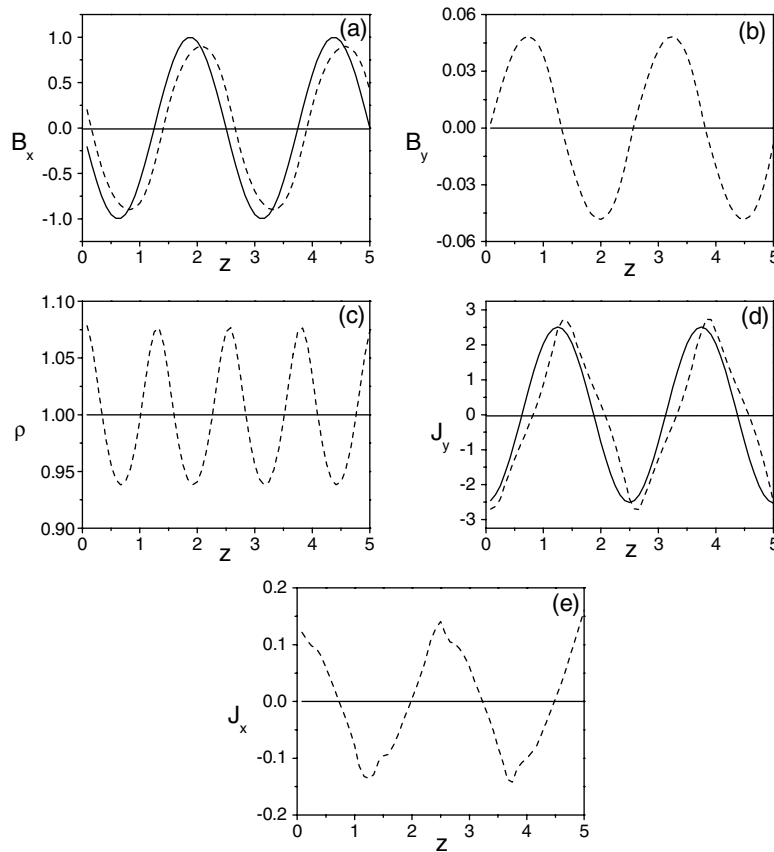 (a)
1.0
0.5
0.0
-0.5
-1.0
B_x
0 1 2 3 4 5
z
(b)
0.06
0.03
0.00
-0.03
-0.06
B_y
0 1 2 3 4 5
z
(c)
1.10
1.05
1.00
0.95
0.90
ρ
0 1 2 3 4 5
z
(d)
3
2
1
0
-1
-2
-3
J_y
0 1 2 3 4 5
z
(e)
0.2
0.1
0.0
-0.1
-0.2
J_x
0 1 2 3 4 5
z